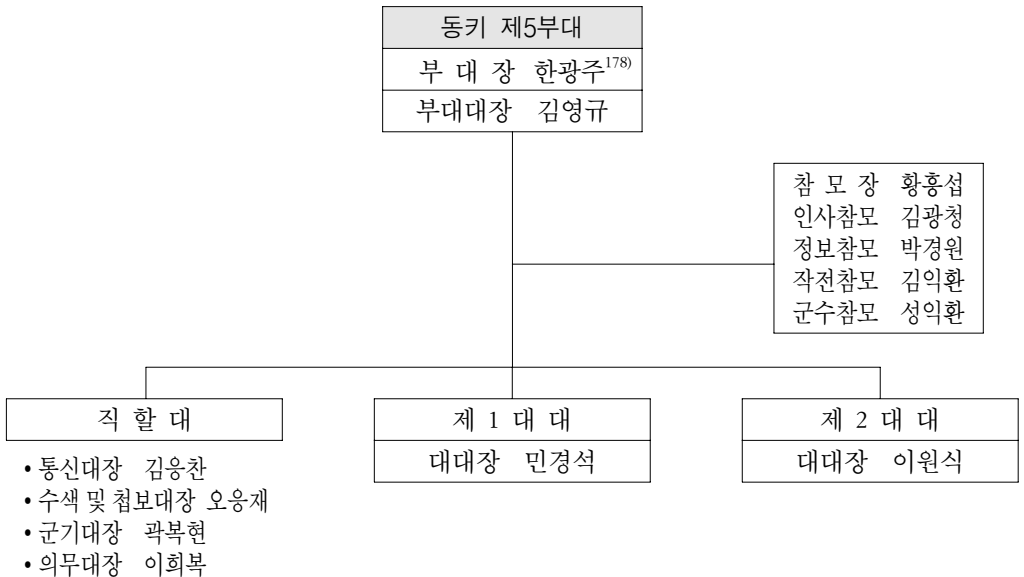 동키 제5부대
부 대 장 한광주178)
부대대장 김영규
참 모 장 황흥섭
인사참모 김광청
정보참모 박경원
작전참모 김익환
군수참모 성익환
직 할 대
• 통신대장 김응찬
• 수색 및 첩보대장 오응재
• 군기대장 곽복현
• 의무대장 이희복
제 1 대 대
대대장 민경석
제 2 대 대
대대장 이원식